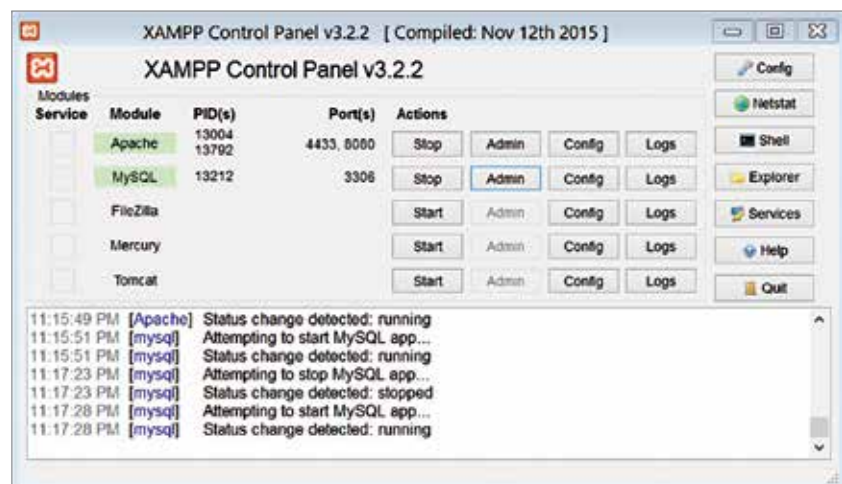 XAMPP Control Panel v3.2.2 [ Compiled: Nov 12th 2015 ]
XAMPP Control Panel v3.2.2
Config
Modules
Service Module PID(s) Port(s) Actions
Netstat
Apache 13004 13792 4433, 8080 Stop Admin Config Logs
Shell
MySQL 13212 3306 Stop Admin Config Logs
Explorer
FileZilla Start Admin Config Logs
Services
Mercury Start Admin Config Logs
Help
Tomcat Start Admin Config Logs
Quit
11:15:49 PM [Apache] Status change detected: running
11:15:51 PM [mysql] Attempting to start MySQL app...
11:15:51 PM [mysql] Status change detected: running
11:17:23 PM [mysql] Attempting to stop MySQL app...
11:17:23 PM [mysql] Status change detected: stopped
11:17:28 PM [mysql] Attempting to start MySQL app...
11:17:28 PM [mysql] Status change detected: running